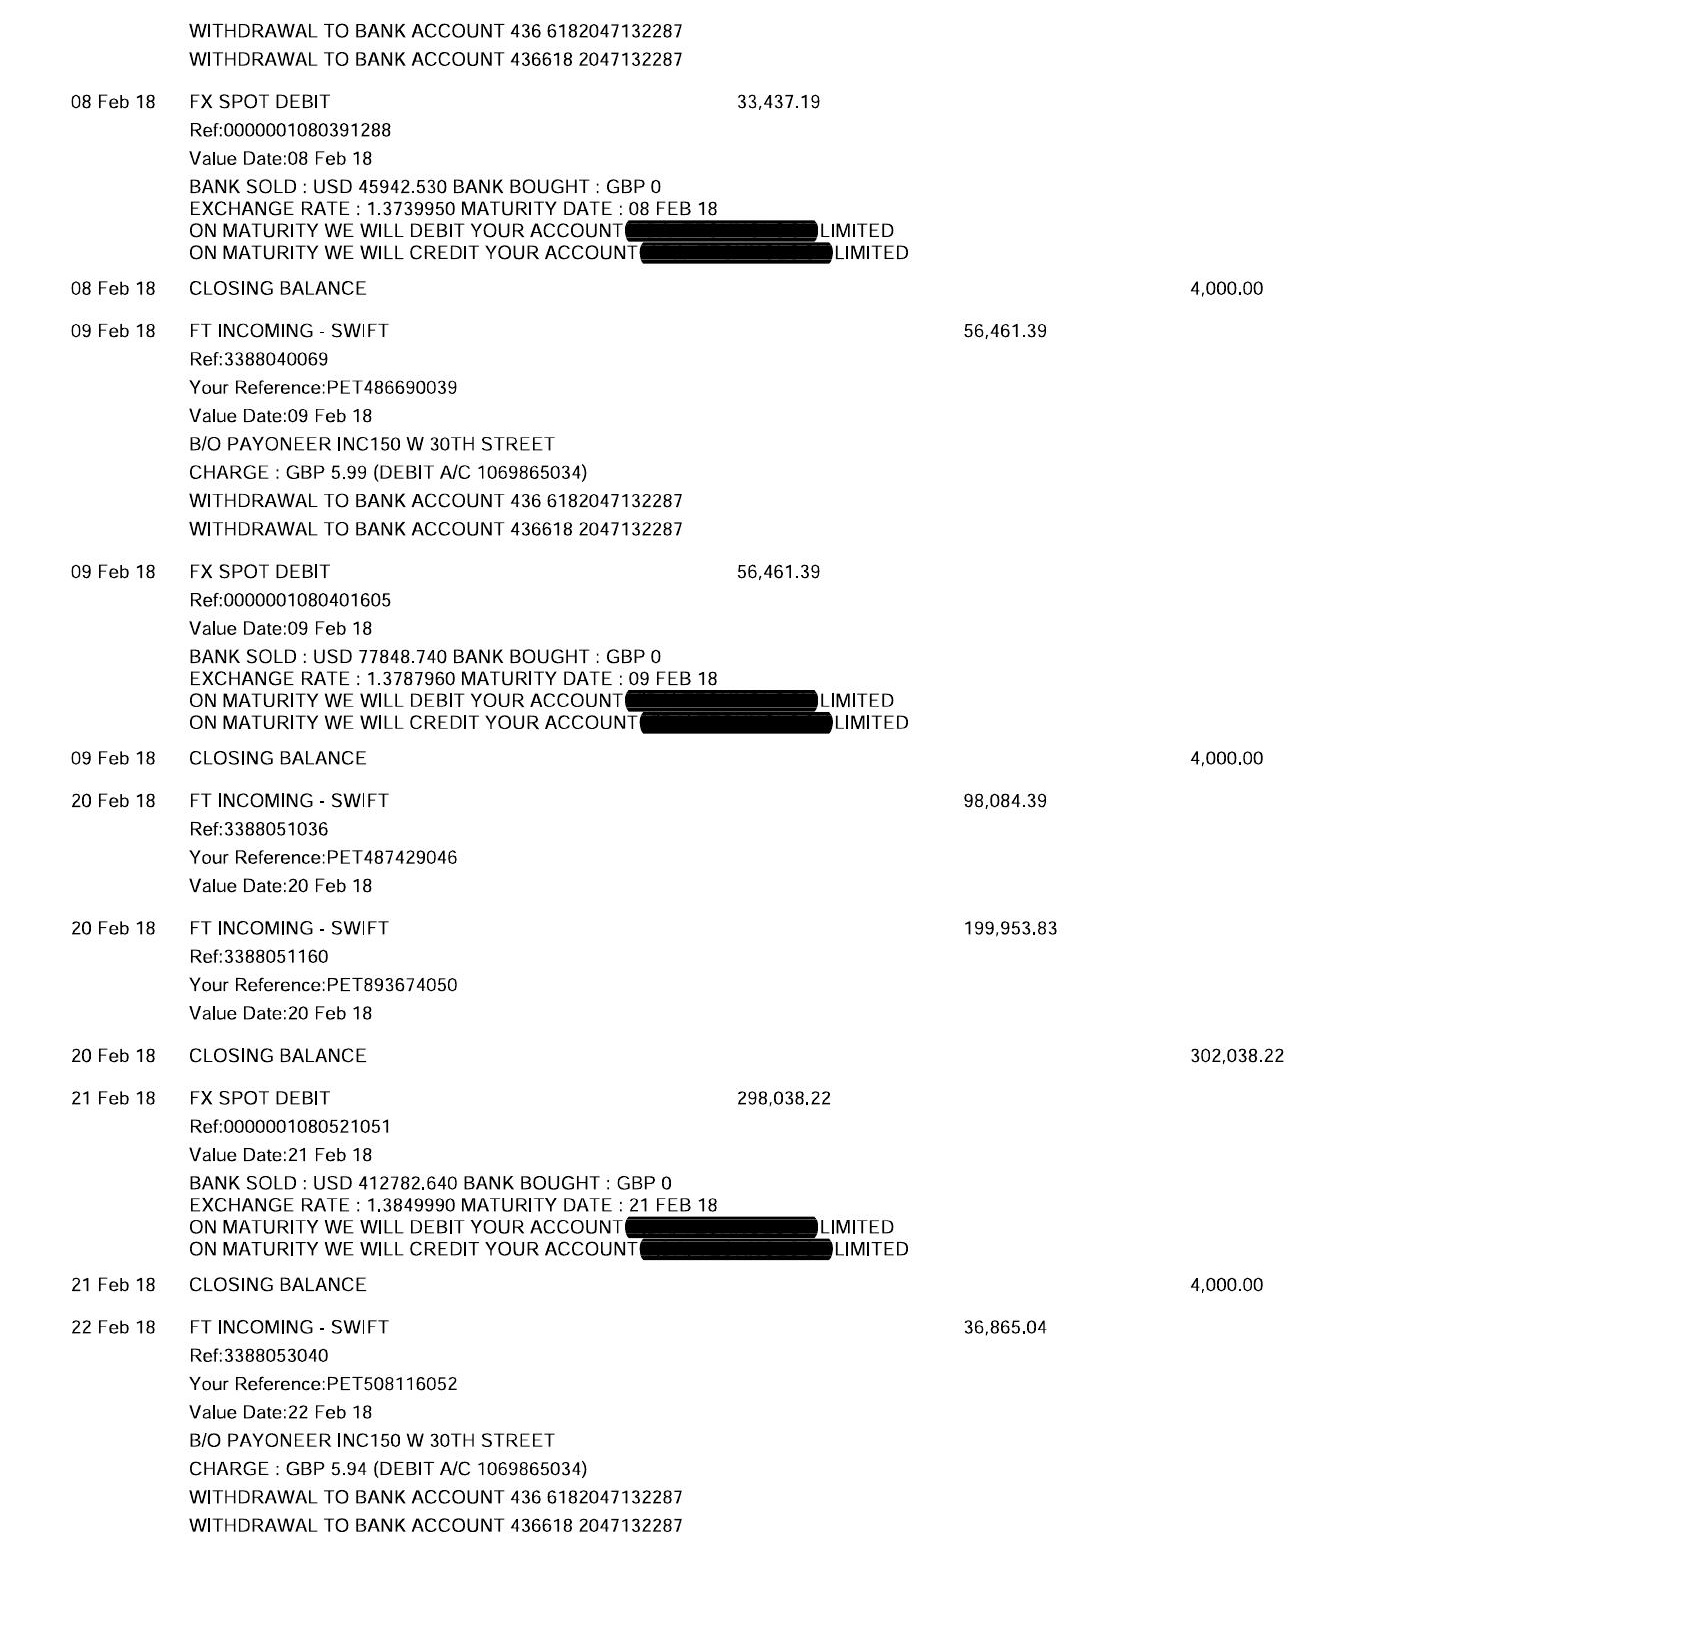 WITHDRAWAL TO BANK ACCOUNT 436 6182047132287
WITHDRAWAL TO BANK ACCOUNT 436618 2047132287
08 Feb 18 FX SPOT DEBIT 33,437.19
Ref:0000001080391288
Value Date:08 Feb 18
BANK SOLD : USD 45942.530 BANK BOUGHT : GBP 0
EXCHANGE RATE : 1.3739950 MATURITY DATE : 08 FEB 18
ON MATURITY WE WILL DEBIT YOUR ACCOUNT LIMITED
ON MATURITY WE WILL CREDIT YOUR ACCOUNT LIMITED
08 Feb 18 CLOSING BALANCE 4,000.00
09 Feb 18 FT INCOMING - SWIFT 56,461.39
Ref:3388040069
Your Reference:PET486690039
Value Date:09 Feb 18
B/O PAYONEER INC150 W 30TH STREET
CHARGE : GBP 5.99 (DEBIT A/C 1069865034)
WITHDRAWAL TO BANK ACCOUNT 436 6182047132287
WITHDRAWAL TO BANK ACCOUNT 436618 2047132287
09 Feb 18 FX SPOT DEBIT 56,461.39
Ref:0000001080401605
Value Date:09 Feb 18
BANK SOLD : USD 77848.740 BANK BOUGHT : GBP 0
EXCHANGE RATE : 1.3787960 MATURITY DATE : 09 FEB 18
ON MATURITY WE WILL DEBIT YOUR ACCOUNT LIMITED
ON MATURITY WE WILL CREDIT YOUR ACCOUNT LIMITED
09 Feb 18 CLOSING BALANCE 4,000.00
20 Feb 18 FT INCOMING - SWIFT 98,084.39
Ref:3388051036
Your Reference:PET487429046
Value Date:20 Feb 18
20 Feb 18 FT INCOMING - SWIFT 199,953.83
Ref:3388051160
Your Reference:PET893674050
Value Date:20 Feb 18
20 Feb 18 CLOSING BALANCE 302,038.22
21 Feb 18 FX SPOT DEBIT 298,038.22
Ref:0000001080521051
Value Date:21 Feb 18
BANK SOLD : USD 412782.640 BANK BOUGHT : GBP 0
EXCHANGE RATE : 1.3849990 MATURITY DATE : 21 FEB 18
ON MATURITY WE WILL DEBIT YOUR ACCOUNT LIMITED
ON MATURITY WE WILL CREDIT YOUR ACCOUNT LIMITED
21 Feb 18 CLOSING BALANCE 4,000.00
22 Feb 18 FT INCOMING - SWIFT 36,865.04
Ref:3388053040
Your Reference:PET508116052
Value Date:22 Feb 18
B/O PAYONEER INC150 W 30TH STREET
CHARGE : GBP 5.94 (DEBIT A/C 1069865034)
WITHDRAWAL TO BANK ACCOUNT 436 6182047132287
WITHDRAWAL TO BANK ACCOUNT 436618 2047132287